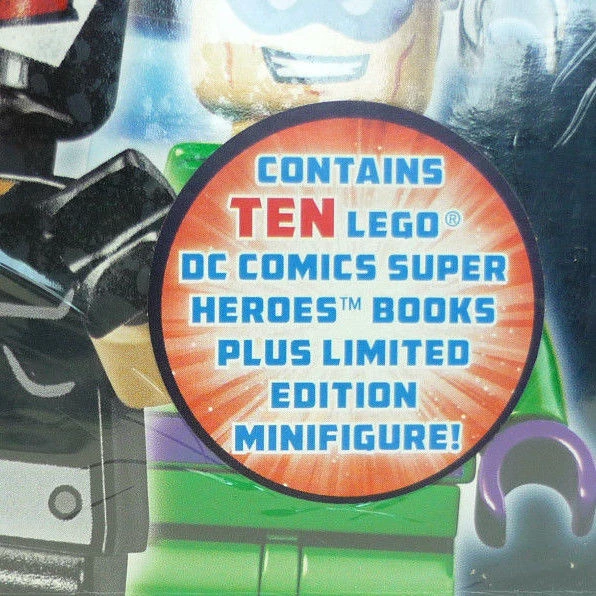 CONTAINS
TEN LEGO®
DC COMICS SUPER
HEROES™ BOOKS
PLUS LIMITED
EDITION
MINIFIGURE!